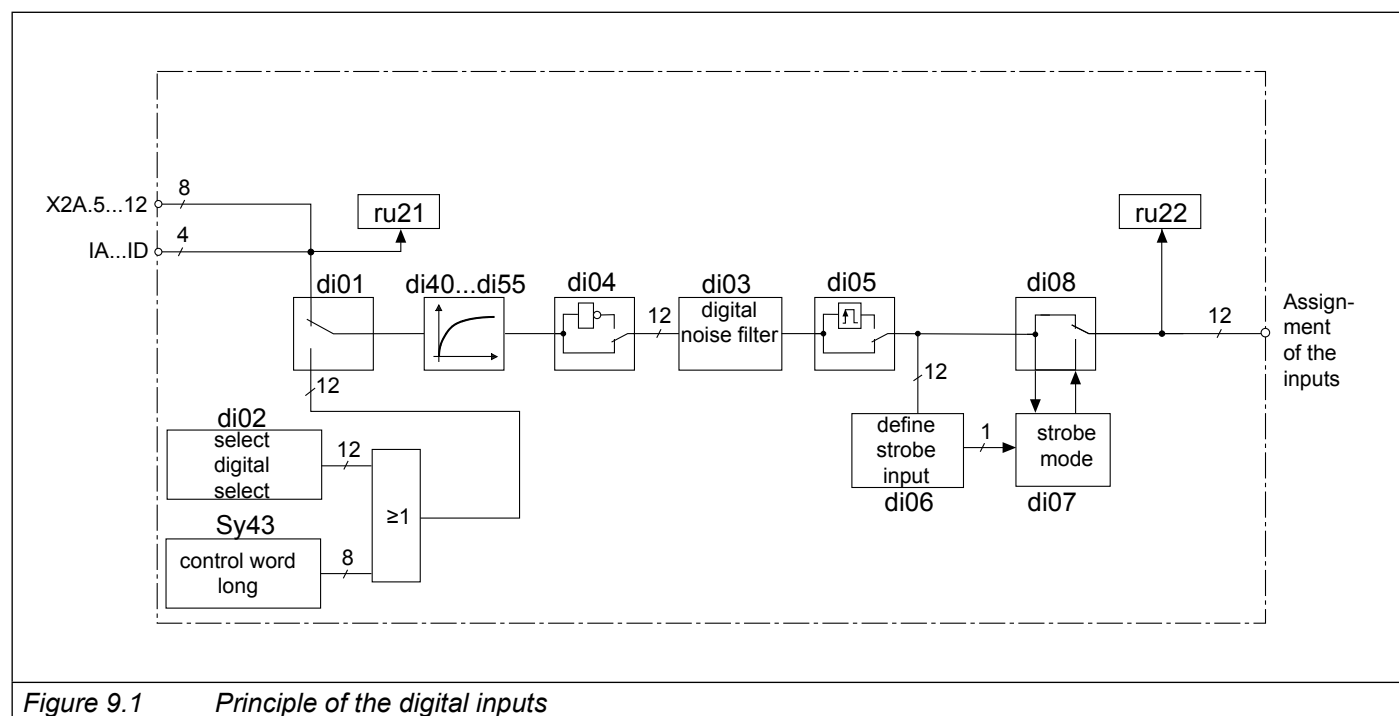 X2A.5...12
8
IA...ID
4
ru21
ru22
di01
di40...di55
di04
di03
di05
di08
12
digital
noise filter
12
Assign-
ment
of the
inputs
12
12
di02
select
digital
select
12
define
strobe
input
di06
1
strobe
mode
di07
≥1
Sy43
control word
long
8
Figure 9.1 Principle of the digital inputs